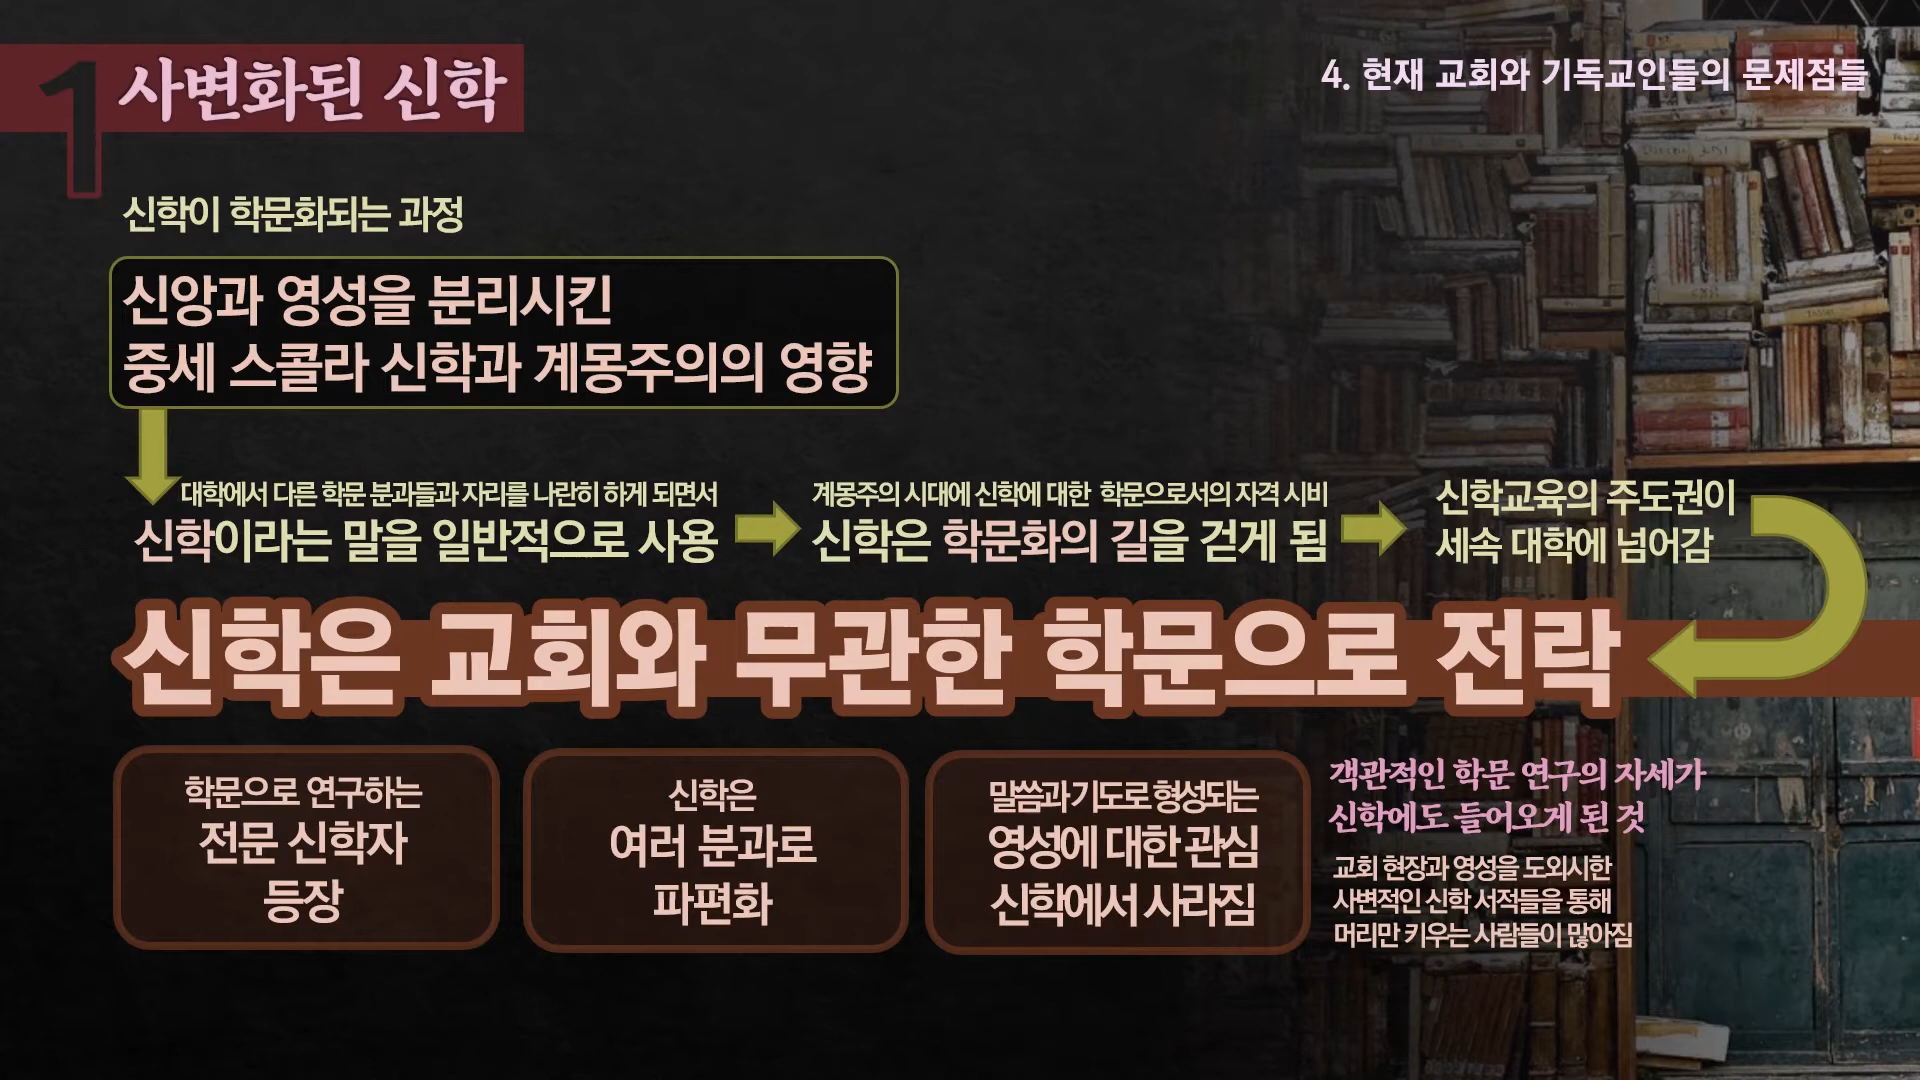 4. 현재 교회와 기독교인들의 문제점들
1 사변화된 신학
신학이 학문화되는 과정
신앙과 영성을 분리시킨
중세 스콜라 신학과 계몽주의의 영향
대학에서 다른 학문 분과들과 자리를 나란히 하게 되면서
신학이라는 말을 일반적으로 사용
계몽주의 시대에 신학에 대한 학문으로서의 자격 시비
신학은 학문화의 길을 걷게 됨
신학교육의 주도권이
세속 대학에 넘어감
신학은 교회와 무관한 학문으로 전락
학문으로 연구하는
전문 신학자
등장
신학은
여러 분과로
파편화
말씀과 기도로 형성되는
영성에 대한 관심
신학에서 사라짐
객관적인 학문 연구의 자세가
신학에도 들어오게 된 것
교회 현장과 영성을 도외시한
사변적인 신학 서적들을 통해
머리만 키우는 사람들이 많아짐